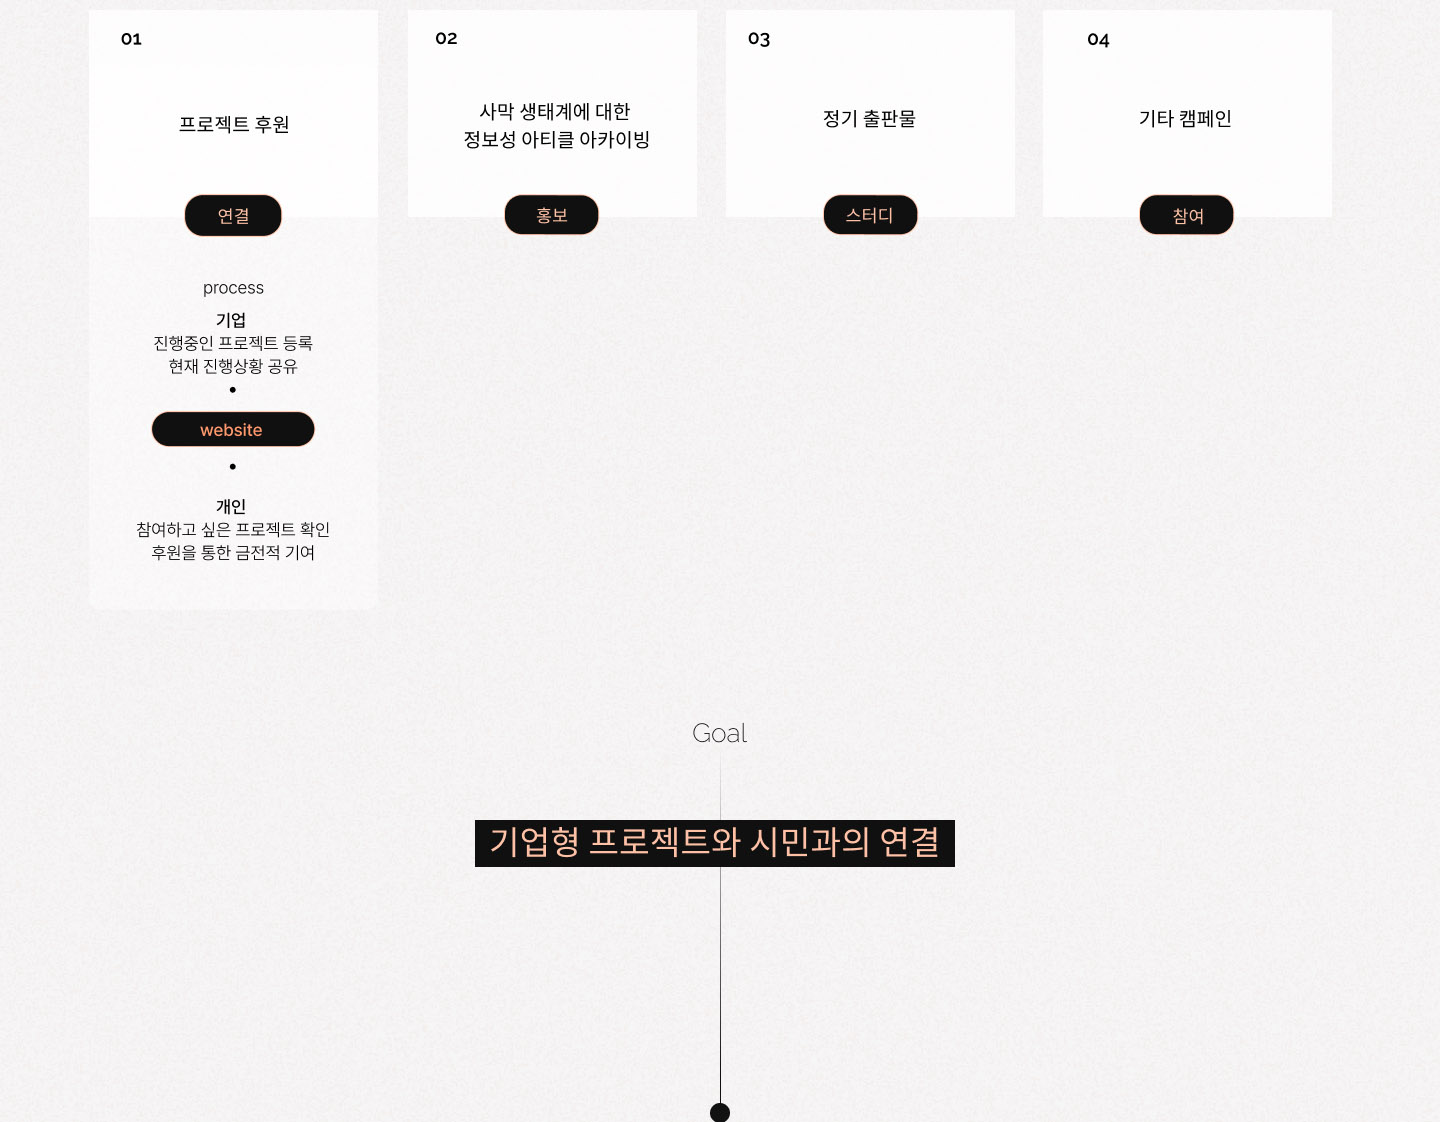 01
프로젝트 후원
연결
process
기업
진행중인 프로젝트 등록
현재 진행상황 공유
website
개인
참여하고 싶은 프로젝트 확인
후원을 통한 금전적 기여
02
사막 생태계에 대한
정보성 아티클 아카이빙
홍보
03
정기 출판물
스터디
04
기타 캠페인
참여
Goal
기업형 프로젝트와 시민과의 연결